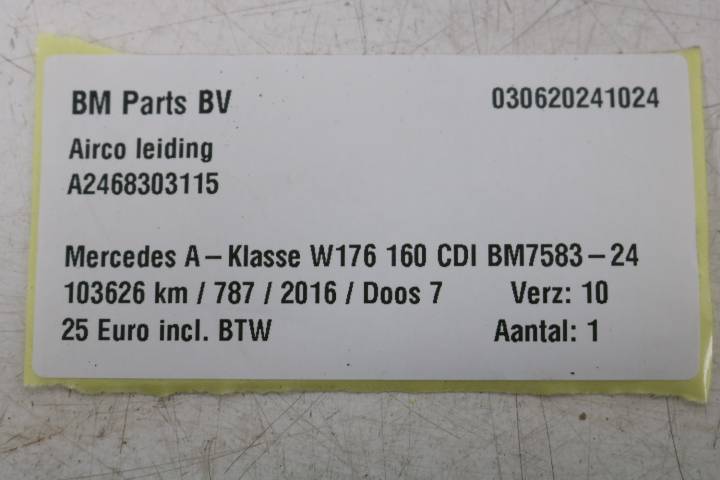 BM Parts BV 030620241024
Airco leiding
A2468303115
Mercedes A-Klasse W176 160 CDI BM7583-24
103626 km / 787 / 2016 / Doos 7 Verz: 10
25 Euro incl. BTW Aantal: 1